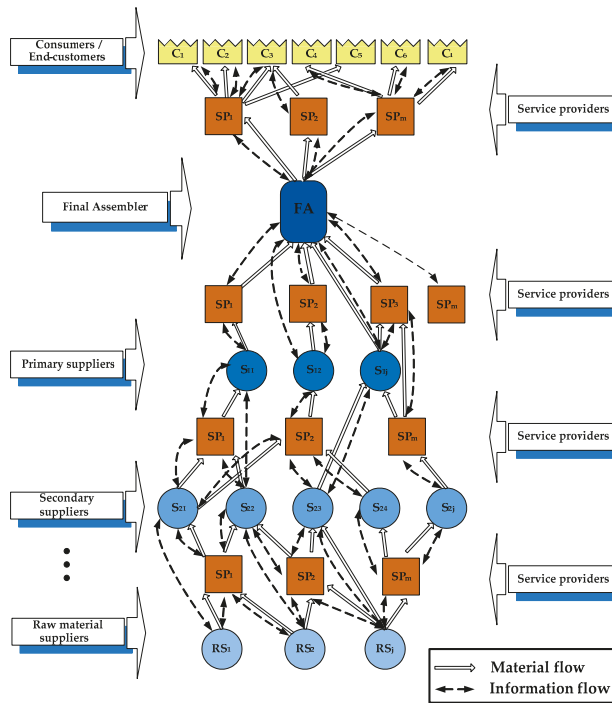 Consumers /
End-customers
C1 C2 C3 C4 C5 C6 Ci
SP1 SP2 SPm
Service providers
Final Assembler
FA
Service providers
SP1 SP2 SP3 SPm
Primary suppliers
S11 S12 S1j
Service providers
SP1 SP2 SPm
Secondary
suppliers
S21 S22 S23 S24 S2j
SP1 SP2 SPm
Service providers
Raw material
suppliers
RS1 RS2 RSj
Material flow
Information flow